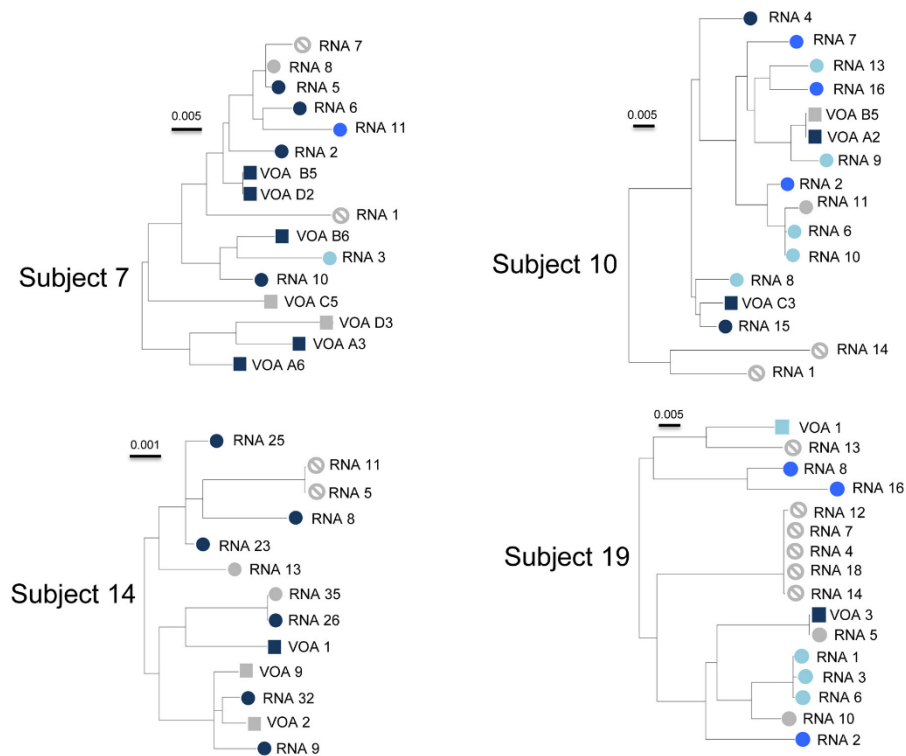 Subject 7
0.005
RNA 7
RNA 8
RNA 5
RNA 6
RNA 11
RNA 2
VOA B5
VOA D2
RNA 1
VOA B6
RNA 3
RNA 10
VOA C5
VOA D3
VOA A3
VOA A6
Subject 10
0.005
RNA 4
RNA 7
RNA 13
RNA 16
VOA B5
VOA A2
RNA 9
RNA 2
RNA 11
RNA 6
RNA 10
RNA 8
VOA C3
RNA 15
RNA 14
RNA 1
Subject 14
0.001
RNA 25
RNA 11
RNA 5
RNA 8
RNA 23
RNA 13
RNA 35
RNA 26
VOA 1
VOA 9
RNA 32
VOA 2
RNA 9
Subject 19
0.005
VOA 1
RNA 13
RNA 8
RNA 16
RNA 12
RNA 7
RNA 4
RNA 18
RNA 14
VOA 3
RNA 5
RNA 1
RNA 3
RNA 6
RNA 10
RNA 2